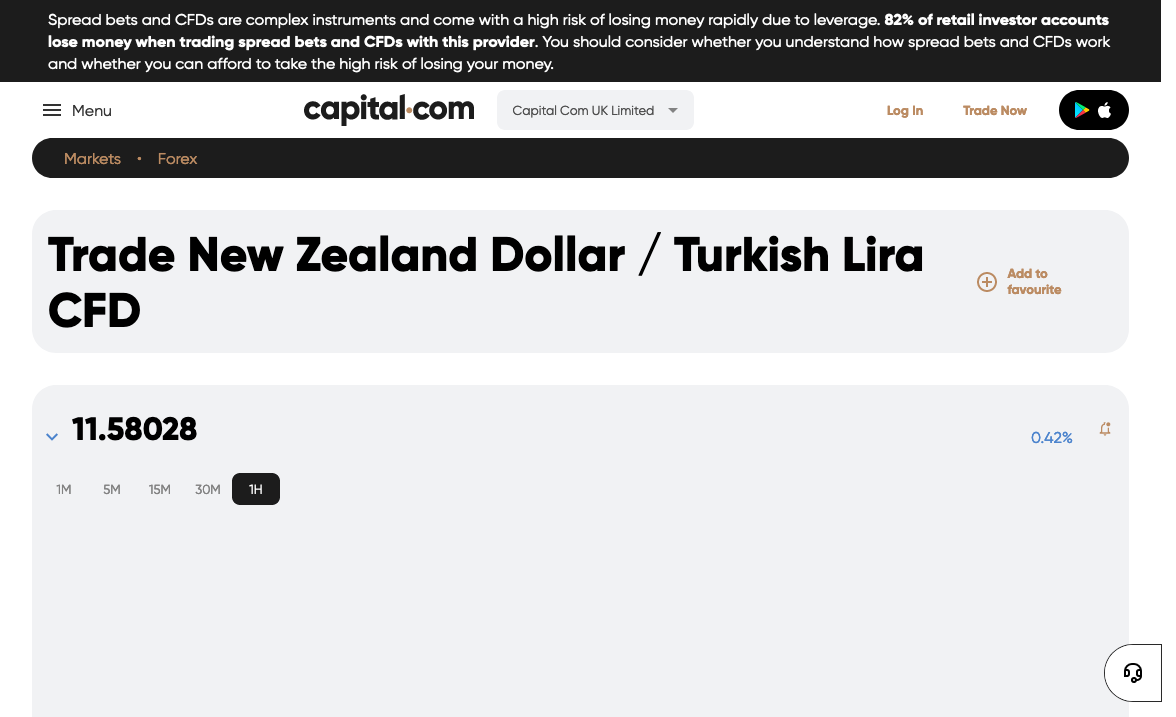 Spread bets and CFDs are complex instruments and come with a high risk of losing money rapidly due to leverage. 82% of retail investor accounts
lose money when trading spread bets and CFDs with this provider. You should consider whether you understand how spread bets and CFDs work
and whether you can afford to take the high risk of losing your money.
Menu
capital.com
Capital Com UK Limited
Log In
Trade Now
Markets • Forex
Trade New Zealand Dollar / Turkish Lira
CFD
Add to
favourite
11.58028
0.42%
1M 5M 15M 30M 1H